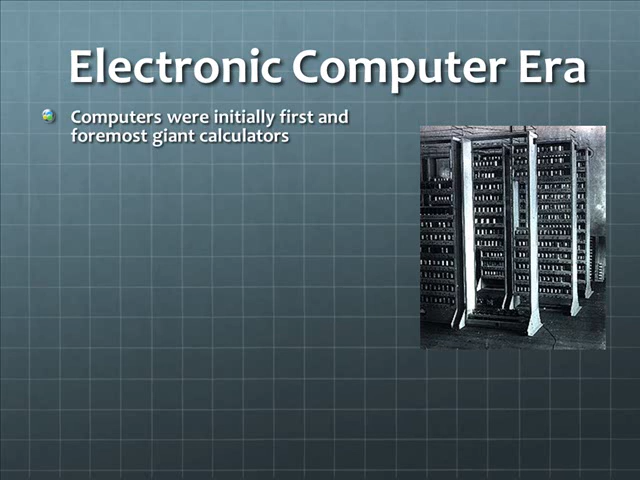 Electronic Computer Era
Computers were initially first and
foremost giant calculators